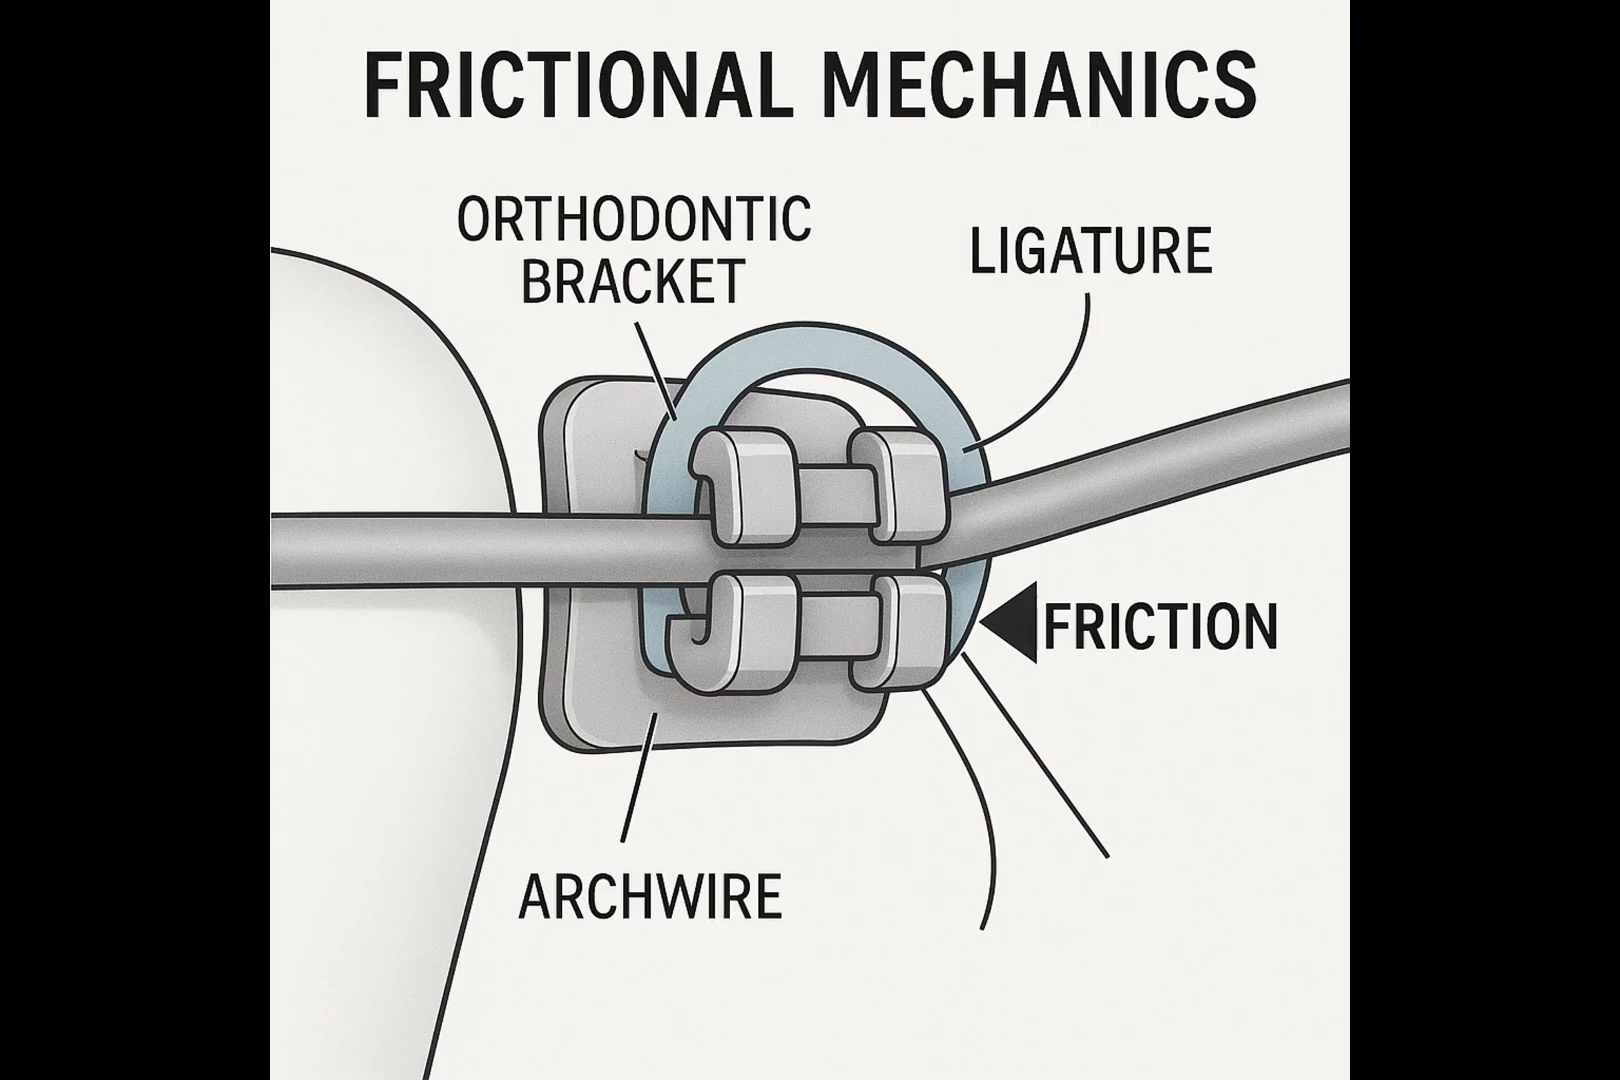 FRICTIONAL MECHANICS
ORTHODONTIC
BRACKET
LIGATURE
FRICTION
ARCHWIRE